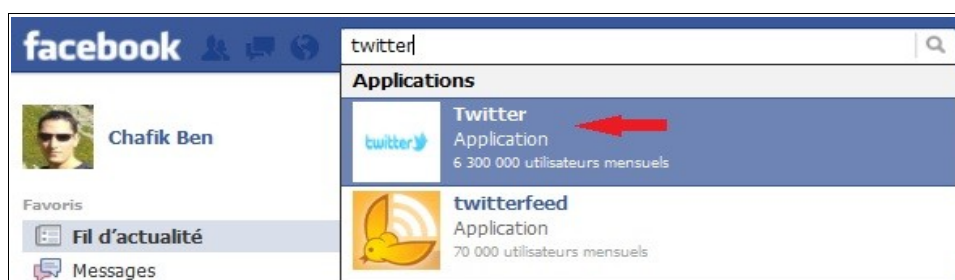 facebook
twitter
Applications
Twitter
Application
6 300 000 utilisateurs mensuels
twitter
twitterfeed
Application
70 000 utilisateurs mensuels
Chafik Ben
Favoris
Fil d'actualité
Messages